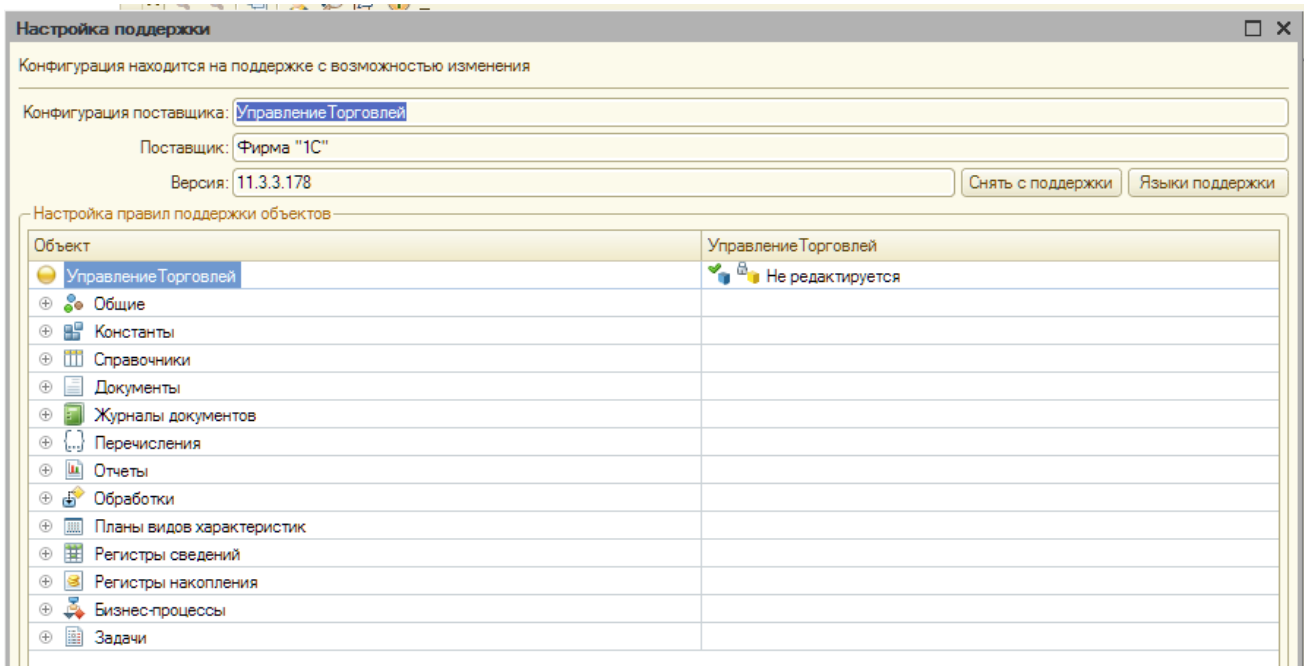 Настройка поддержки
Конфигурация находится на поддержке с возможностью изменения
Конфигурация поставщика: УправлениеТорговлей
Поставщик: Фирма "1С"
Версия: 11.3.3.178 Снять с поддержки Языки поддержки
Настройка правил поддержки объектов
Объект УправлениеТорговлей
УправлениеТорговлей Не редактируется
Общие
Константы
Справочники
Документы
Журналы документов
Перечисления
Отчеты
Обработки
Планы видов характеристик
Регистры сведений
Регистры накопления
Бизнес-процессы
Задачи